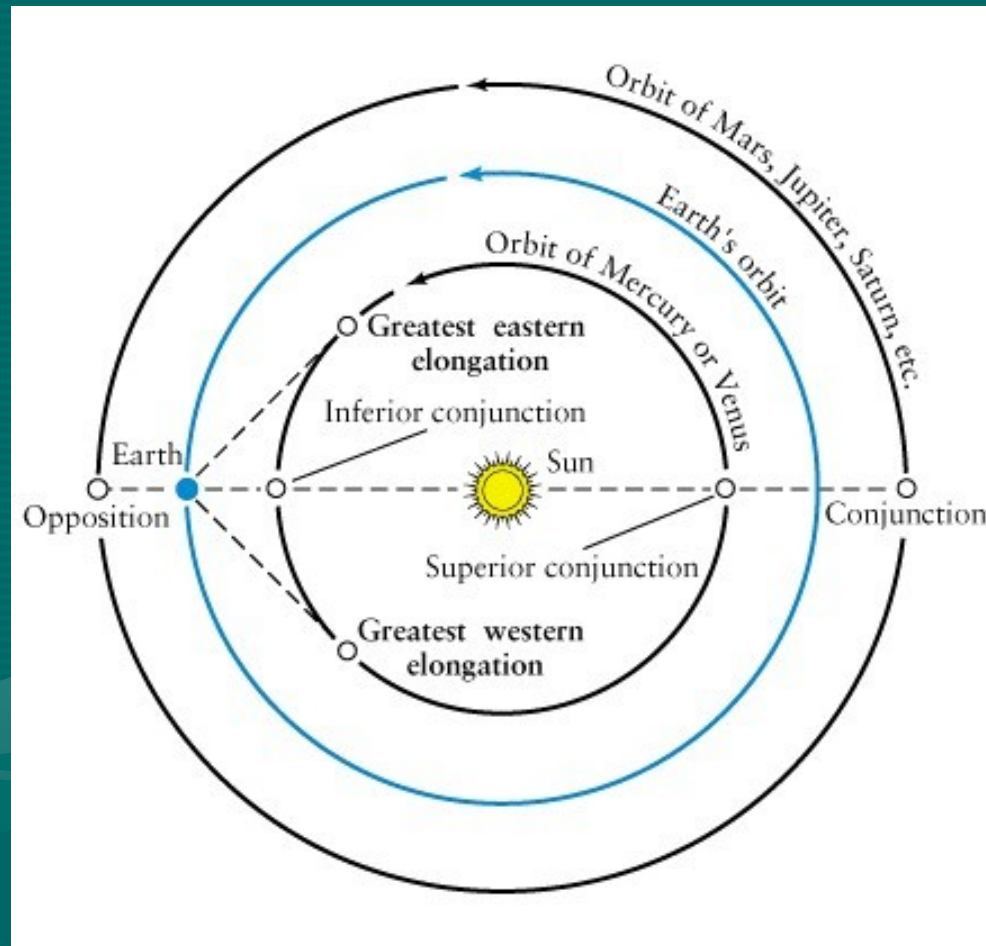 Orbit of Mars, Jupiter, Saturn, etc.
Earth's orbit
Orbit of Mercury or Venus
Greatest eastern
elongation
Inferior conjunction
Earth
Sun
Opposition
Conjunction
Superior conjunction
Greatest western
elongation